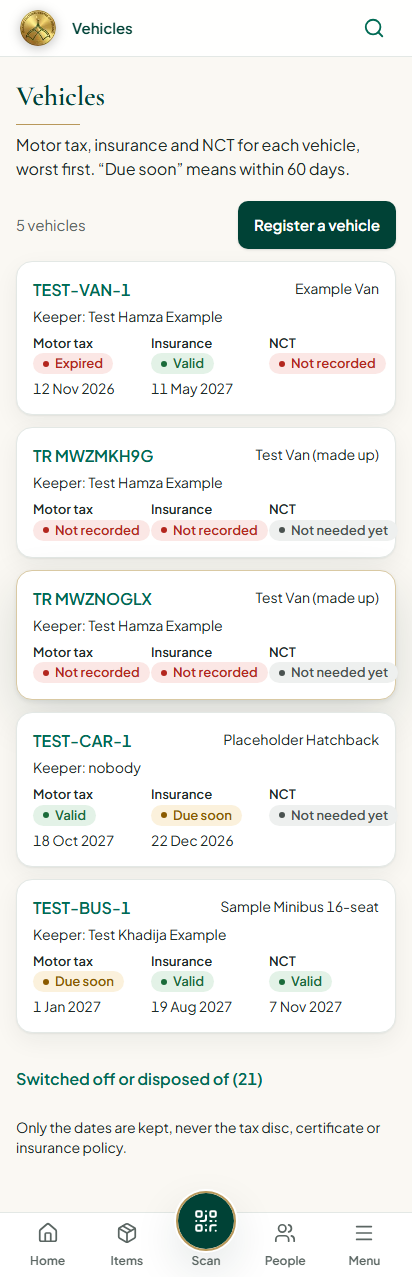 Vehicles
Vehicles
Motor tax, insurance and NCT for each vehicle,
worst first. “Due soon” means within 60 days.
5 vehicles
Register a vehicle
TEST-VAN-1 Example Van
Keeper: Test Hamza Example
Motor tax Insurance NCT
Expired Valid Not recorded
12 Nov 2026 11 May 2027
TR MWZMKH9G Test Van (made up)
Keeper: Test Hamza Example
Motor tax Insurance NCT
Not recorded Not recorded Not needed yet
TR MWZNOGLX Test Van (made up)
Keeper: Test Hamza Example
Motor tax Insurance NCT
Not recorded Not recorded Not needed yet
TEST-CAR-1 Placeholder Hatchback
Keeper: nobody
Motor tax Insurance NCT
Valid Due soon Not needed yet
18 Oct 2027 22 Dec 2026
TEST-BUS-1 Sample Minibus 16-seat
Keeper: Test Khadija Example
Motor tax Insurance NCT
Due soon Valid Valid
1 Jan 2027 19 Aug 2027 7 Nov 2027
Switched off or disposed of (21)
Only the dates are kept, never the tax disc, certificate or
insurance policy.
Home Items Scan People Menu